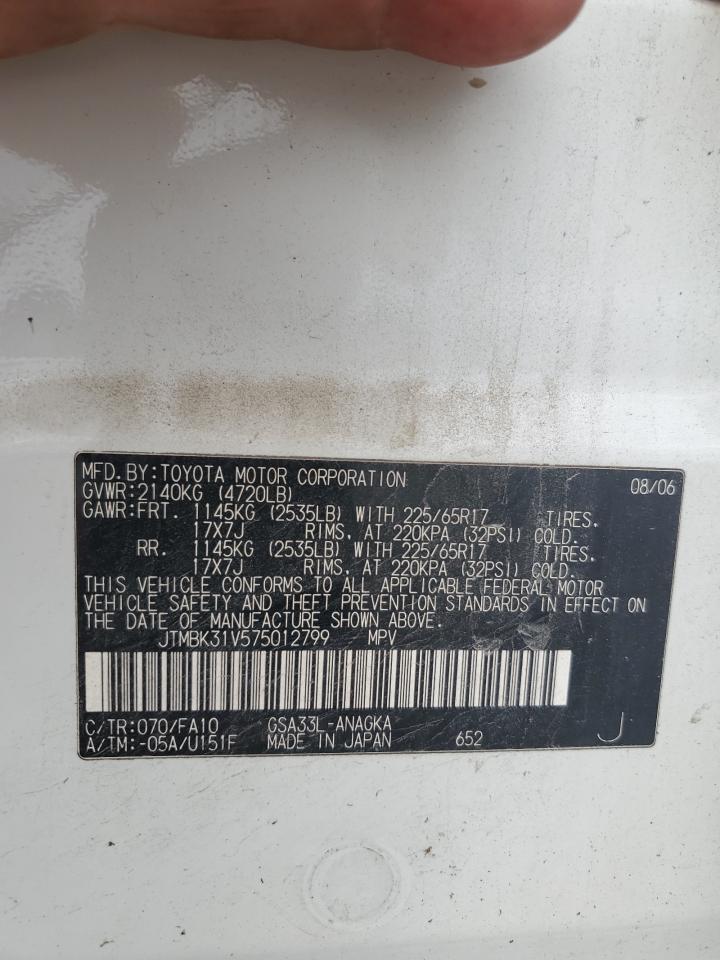 MFD.BY:TOYOTA MOTOR CORPORATION 08/06
GVWR:2140KG (4720LB)
GAWR:FRT. 1145KG (2535LB) WITH 225/65R17 TIRES,
17X7J RIMS, AT 220KPA (32PSI) COLD.
RR. 1145KG (2535LB) WITH 225/65R17 TIRES,
17X7J RIMS, AT 220KPA (32PSI) COLD.
THIS VEHICLE CONFORMS TO ALL APPLICABLE FEDERAL MOTOR
VEHICLE SAFETY AND THEFT PREVENTION STANDARDS IN EFFECT ON
THE DATE OF MANUFACTURE SHOWN ABOVE.
JTMBK31V575012799 MPV
C/TR:070/FA10 GSA33L-ANAGKA
A/TM:-05A/U151F MADE IN JAPAN 652 J